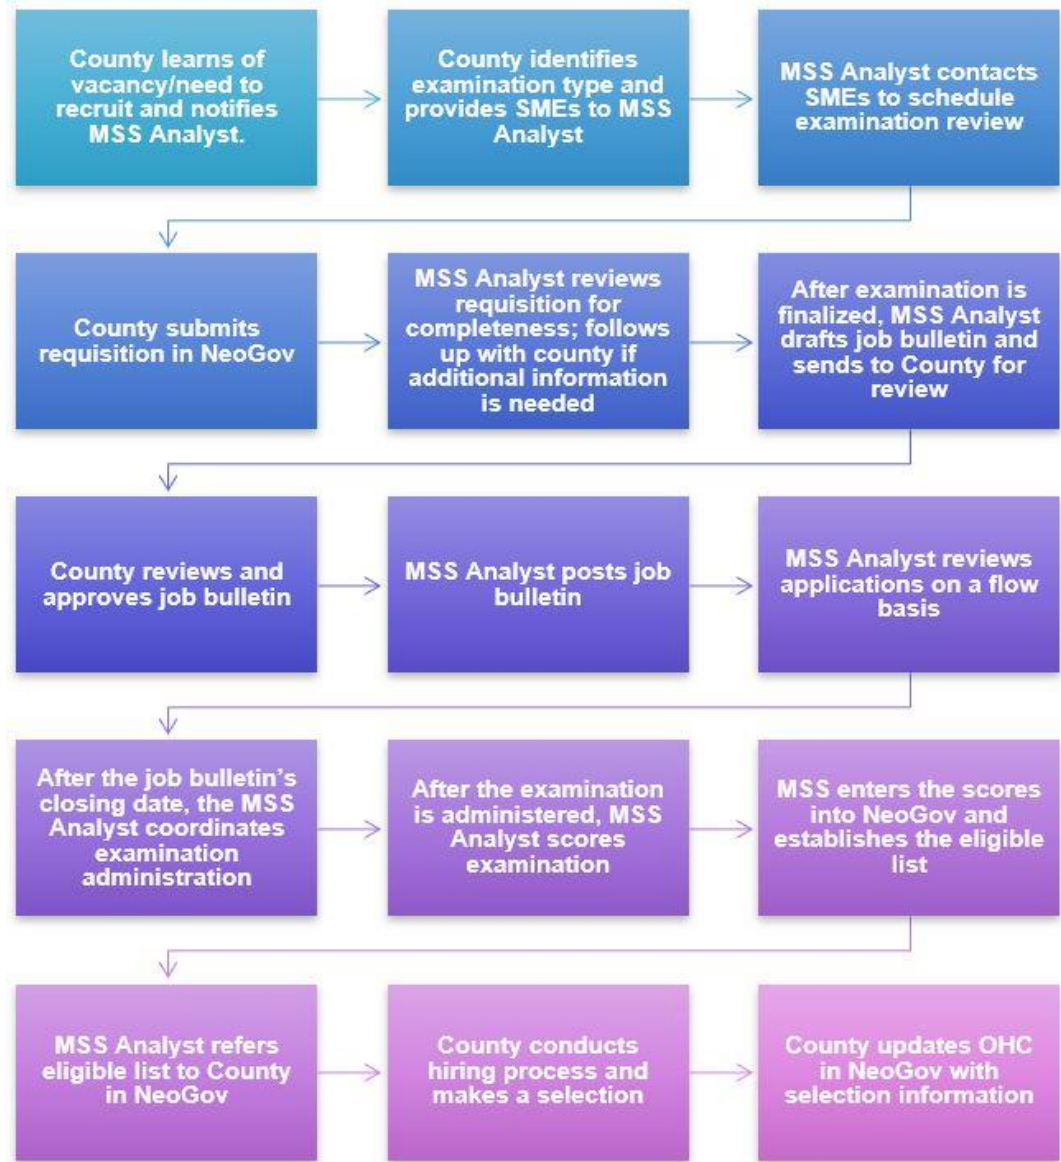 County learns of
vacancy/need to
recruit and notifies
MSS Analyst.
County identifies
examination type and
provides SMEs to MSS
Analyst
MSS Analyst contacts
SMEs to schedule
examination review
County submits
requisition in NeoGov
MSS Analyst reviews
requisition for
completeness; follows
up with county if
additional information
is needed
After examination is
finalized, MSS Analyst
drafts job bulletin and
sends to County for
review
County reviews and
approves job bulletin
MSS Analyst posts job
bulletin
MSS Analyst reviews
applications on a flow
basis
After the job bulletin’s
closing date, the MSS
Analyst coordinates
examination
administration
After the examination
is administered, MSS
Analyst scores
examination
MSS enters the scores
into NeoGov and
establishes the eligible
list
MSS Analyst refers
eligible list to County
in NeoGov
County conducts
hiring process and
makes a selection
County updates OHC
in NeoGov with
selection information